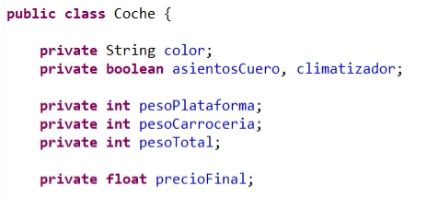 public class Coche {
private String color;
private boolean asientosCuero, climatizador;
private int pesoPlataforma;
private int pesoCarroceria;
private int pesoTotal;
private float precioFinal;